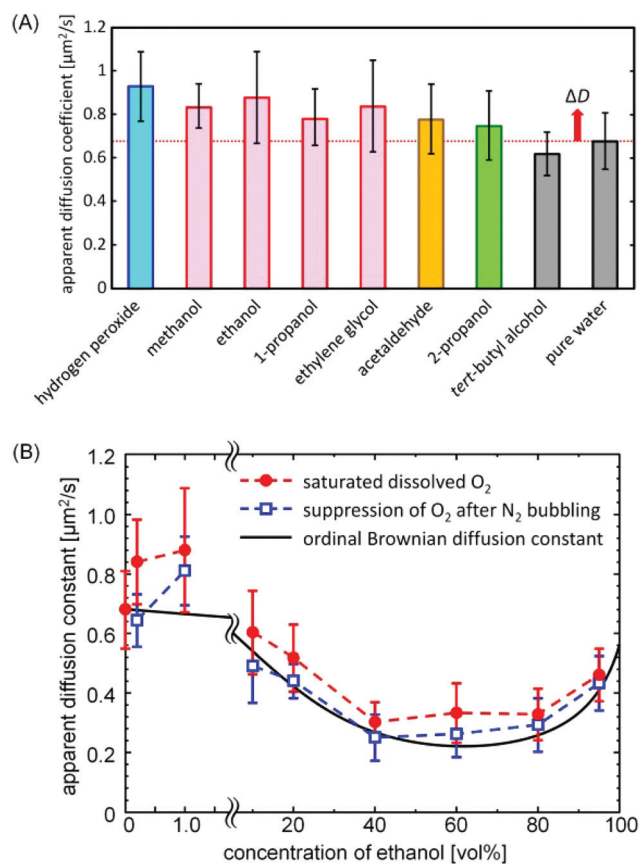 (A)
apparent diffusion coefficient [µm²/s]
1.2
1
0.8
0.6
0.4
0.2
0
ΔD
hydrogen peroxide
methanol
ethanol
1-propanol
ethylene glycol
acetaldehyde
2-propanol
tert-butyl alcohol
pure water
(B)
apparent diffusion constant [µm²/s]
1.2
1.0
0.8
0.6
0.4
0.2
0
saturated dissolved O₂
suppression of O₂ after N₂ bubbling
ordinal Brownian diffusion constant
0 1.0 20 40 60 80 100
concentration of ethanol [vol%]